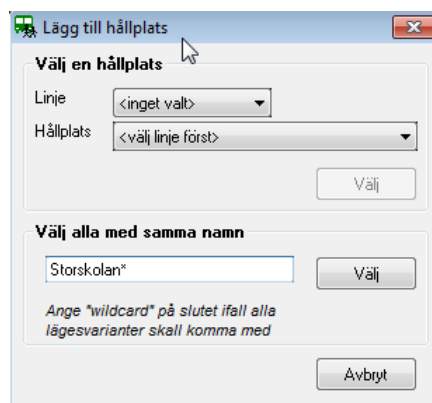 Lägg till hållplats
Välj en hållplats
Linje
<inget valt>
Hållplats
<välj linje först>
Välj
Välj alla med samma namn
Storskolan*
Välj
Ange "wildcard" på slutet ifall alla
lägesvarianter skall komma med
Avbryt